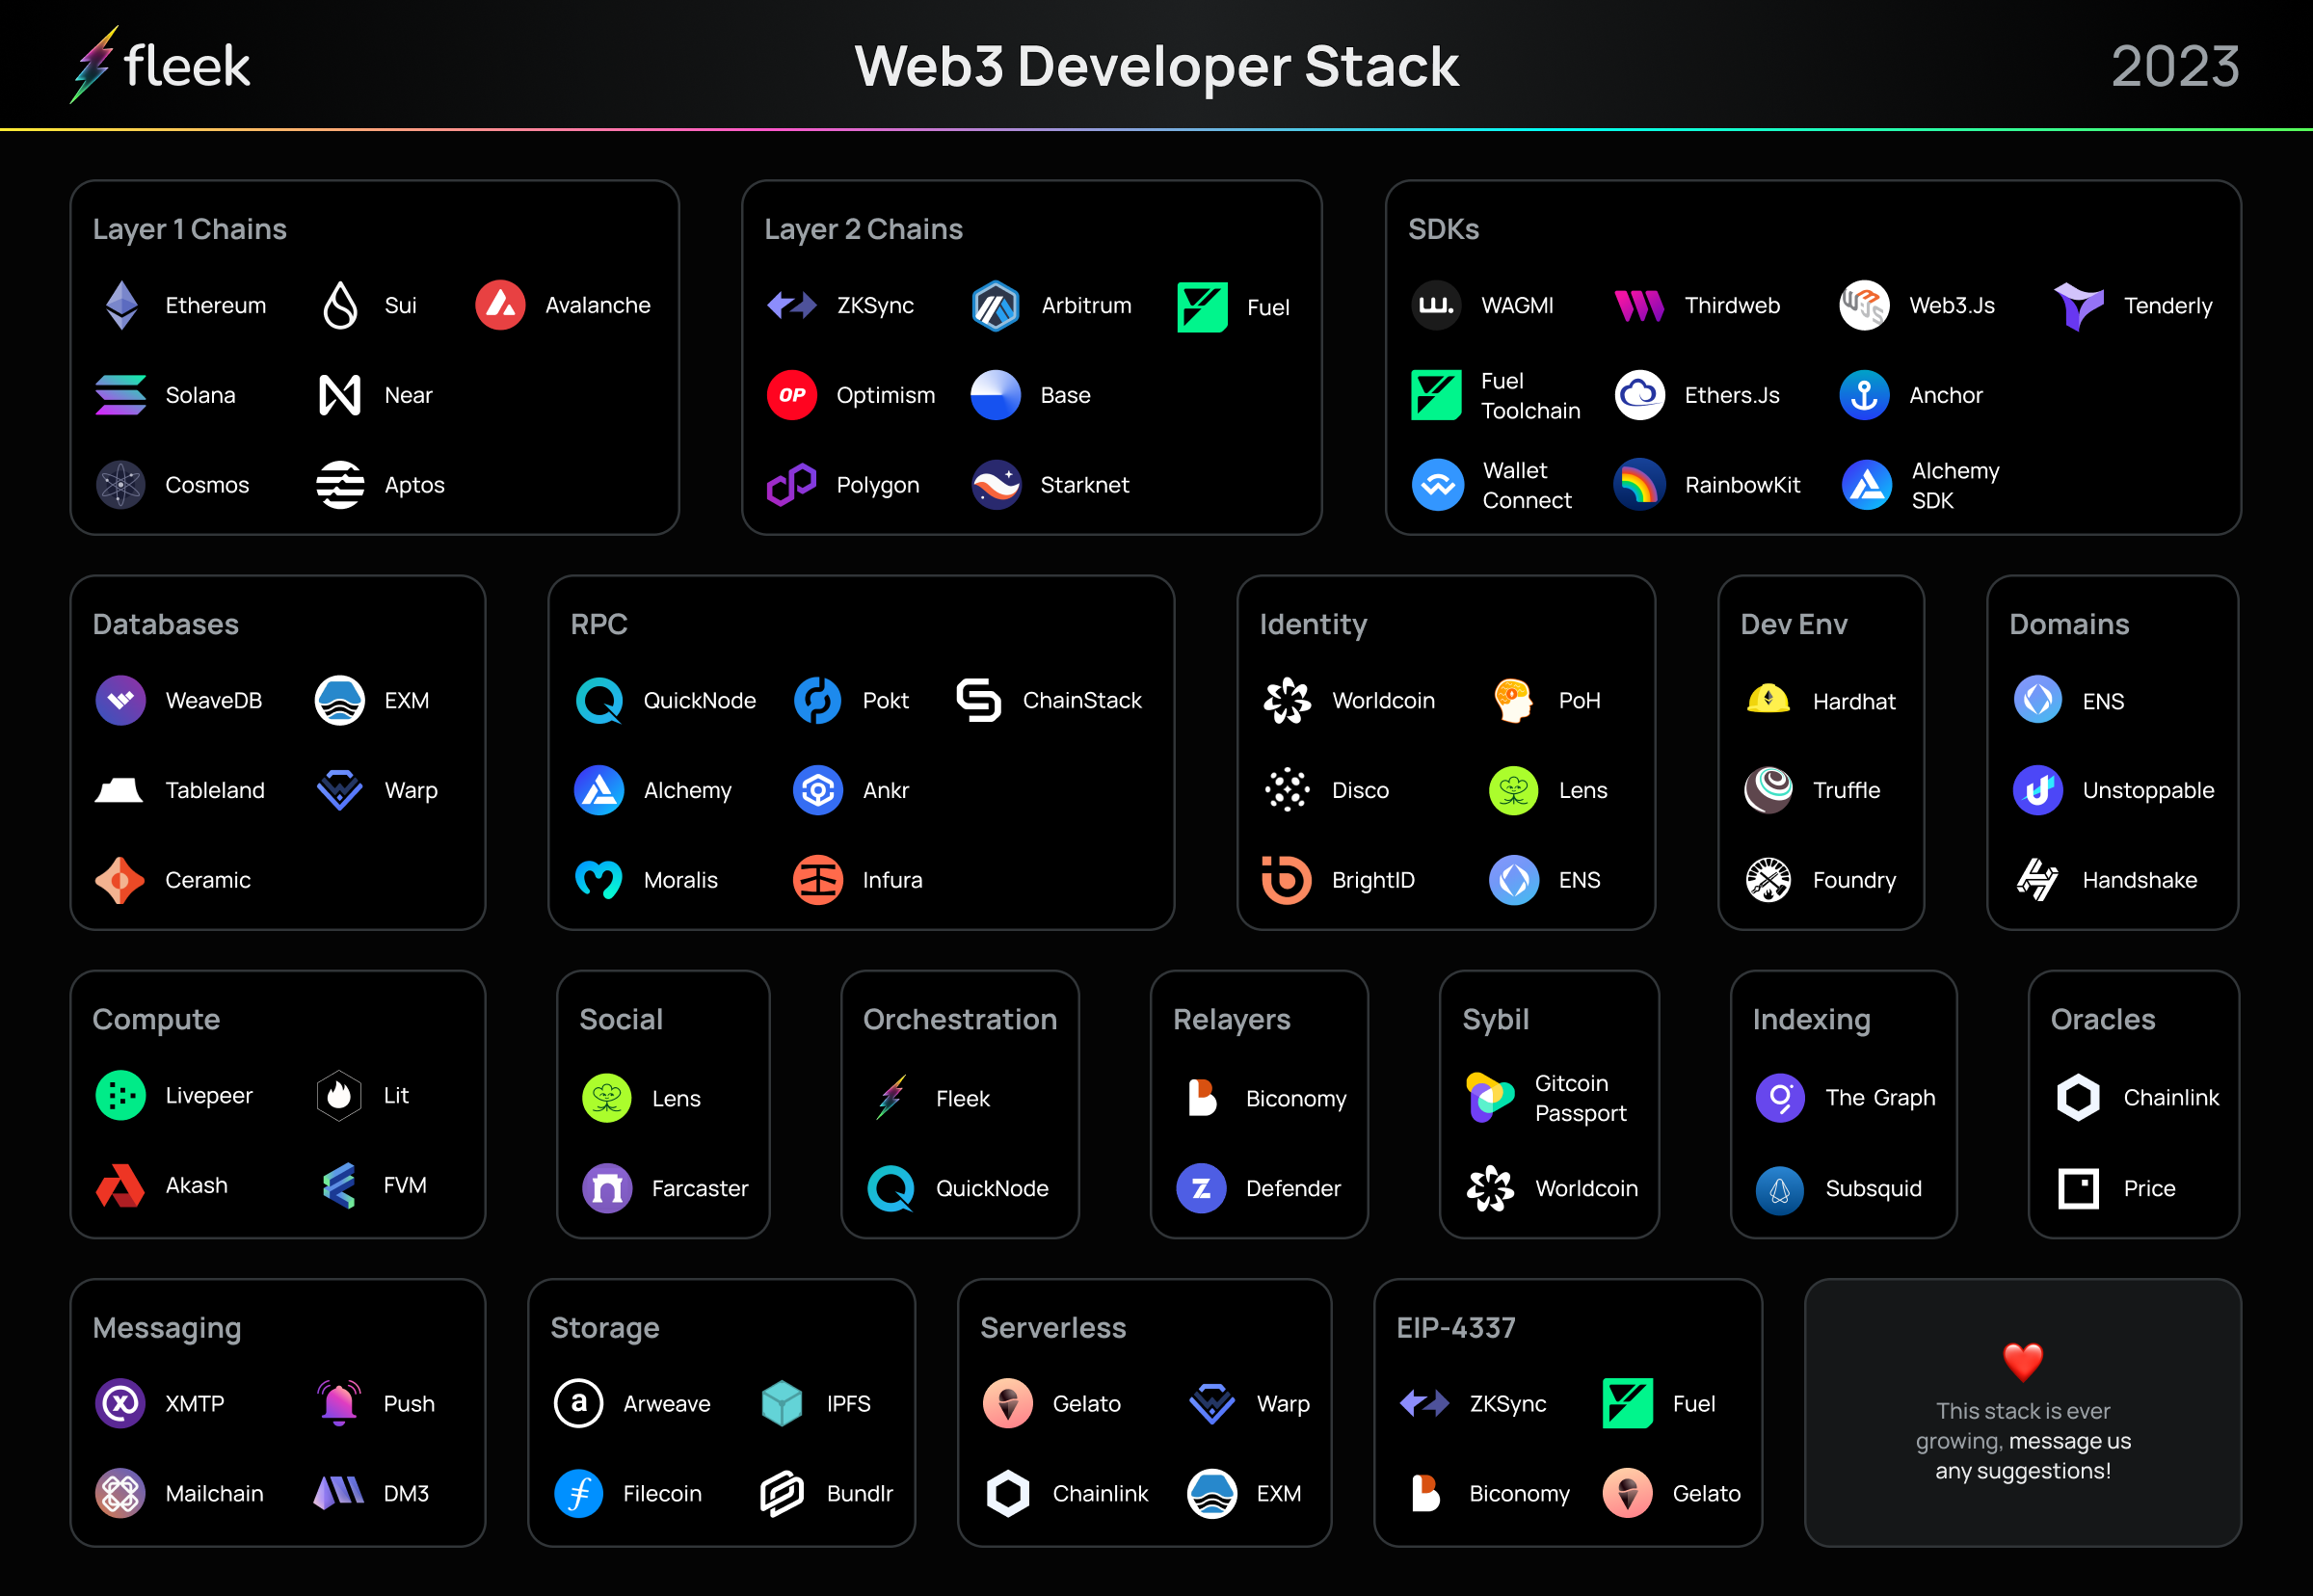 fleek
Web3 Developer Stack
2023
Layer 1 Chains
Ethereum
Sui
Avalanche
Solana
Near
Cosmos
Aptos
Layer 2 Chains
ZKSync
Arbitrum
Fuel
OP
Optimism
Base
Polygon
Starknet
SDKs
w.
WAGMI
Thirdweb
W3JS
Web3.Js
Tenderly
Fuel
Toolchain
Ethers.Js
Anchor
Wallet
Connect
RainbowKit
Alchemy
SDK
Databases
WeaveDB
EXM
Tableland
Warp
Ceramic
RPC
QuickNode
Pokt
ChainStack
Alchemy
Ankr
Moralis
Infura
Identity
Worldcoin
PoH
Disco
Lens
BrightID
ENS
Dev Env
Hardhat
Truffle
Foundry
Domains
ENS
Unstoppable
Handshake
Compute
Livepeer
Lit
Akash
FVM
Social
Lens
Farcaster
Orchestration
Fleek
QuickNode
Relayers
Biconomy
Defender
Sybil
Gitcoin
Passport
Worldcoin
Indexing
The Graph
Subsquid
Oracles
Chainlink
Price
Messaging
XMTP
Push
Mailchain
DM3
Storage
a
Arweave
IPFS
Filecoin
Bundlr
Serverless
Gelato
Warp
Chainlink
EXM
EIP-4337
ZKSync
Fuel
Biconomy
Gelato
This stack is ever
growing, message us
any suggestions!